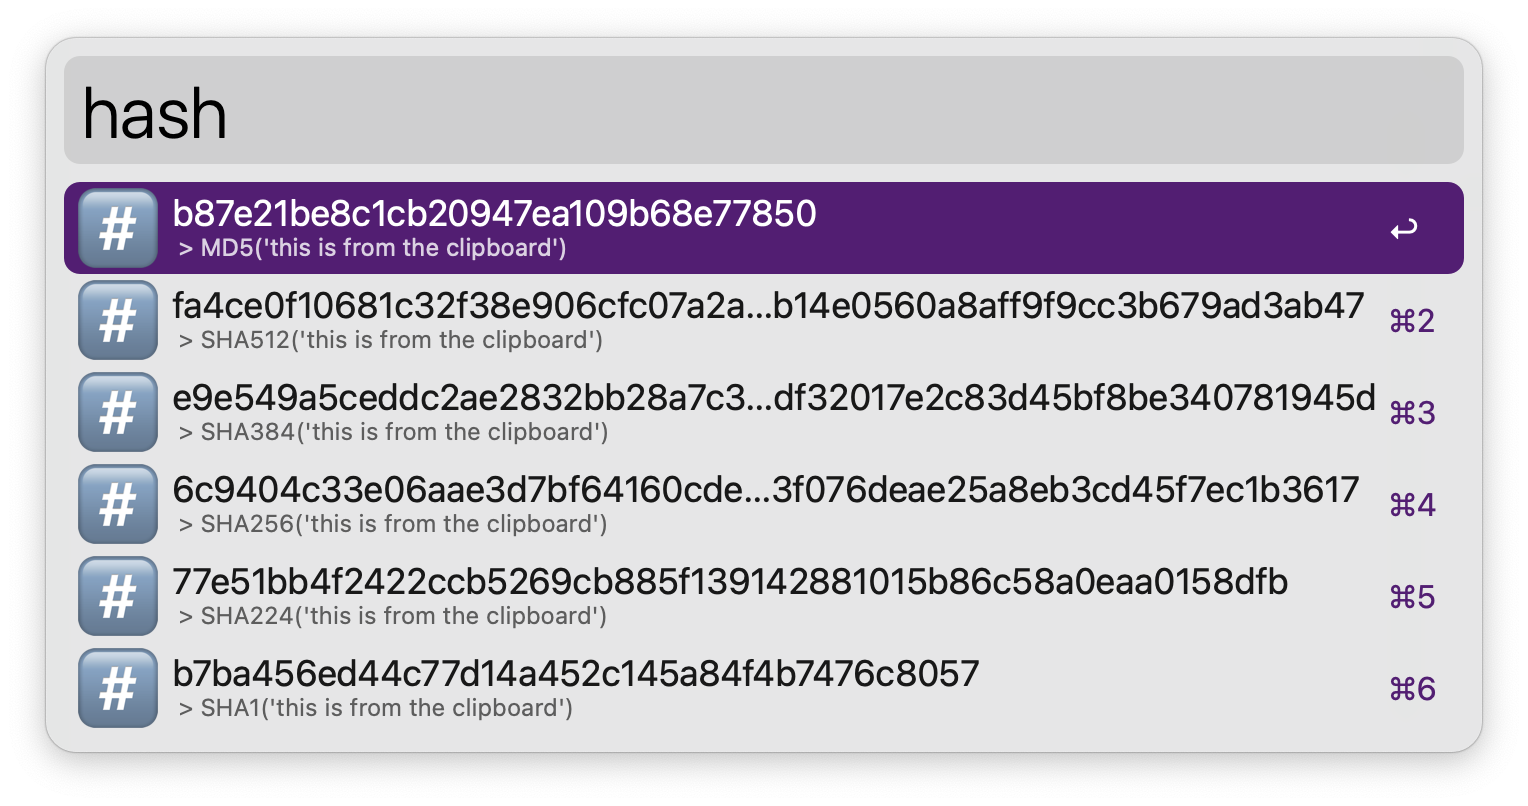 hash
#
b87e21be8c1cb20947ea109b68e77850
> MD5('this is from the clipboard')
↩
#
fa4ce0f10681c32f38e906cfc07a2a...b14e0560a8aff9f9cc3b679ad3ab47
> SHA512('this is from the clipboard')
⌘2
#
e9e549a5ceddc2ae2832bb28a7c3...df32017e2c83d45bf8be340781945d
> SHA384('this is from the clipboard')
⌘3
#
6c9404c33e06aae3d7bf64160cde...3f076deae25a8eb3cd45f7ec1b3617
> SHA256('this is from the clipboard')
⌘4
#
77e51bb4f2422ccb5269cb885f139142881015b86c58a0eaa0158dfb
> SHA224('this is from the clipboard')
⌘5
#
b7ba456ed44c77d14a452c145a84f4b7476c8057
> SHA1('this is from the clipboard')
⌘6